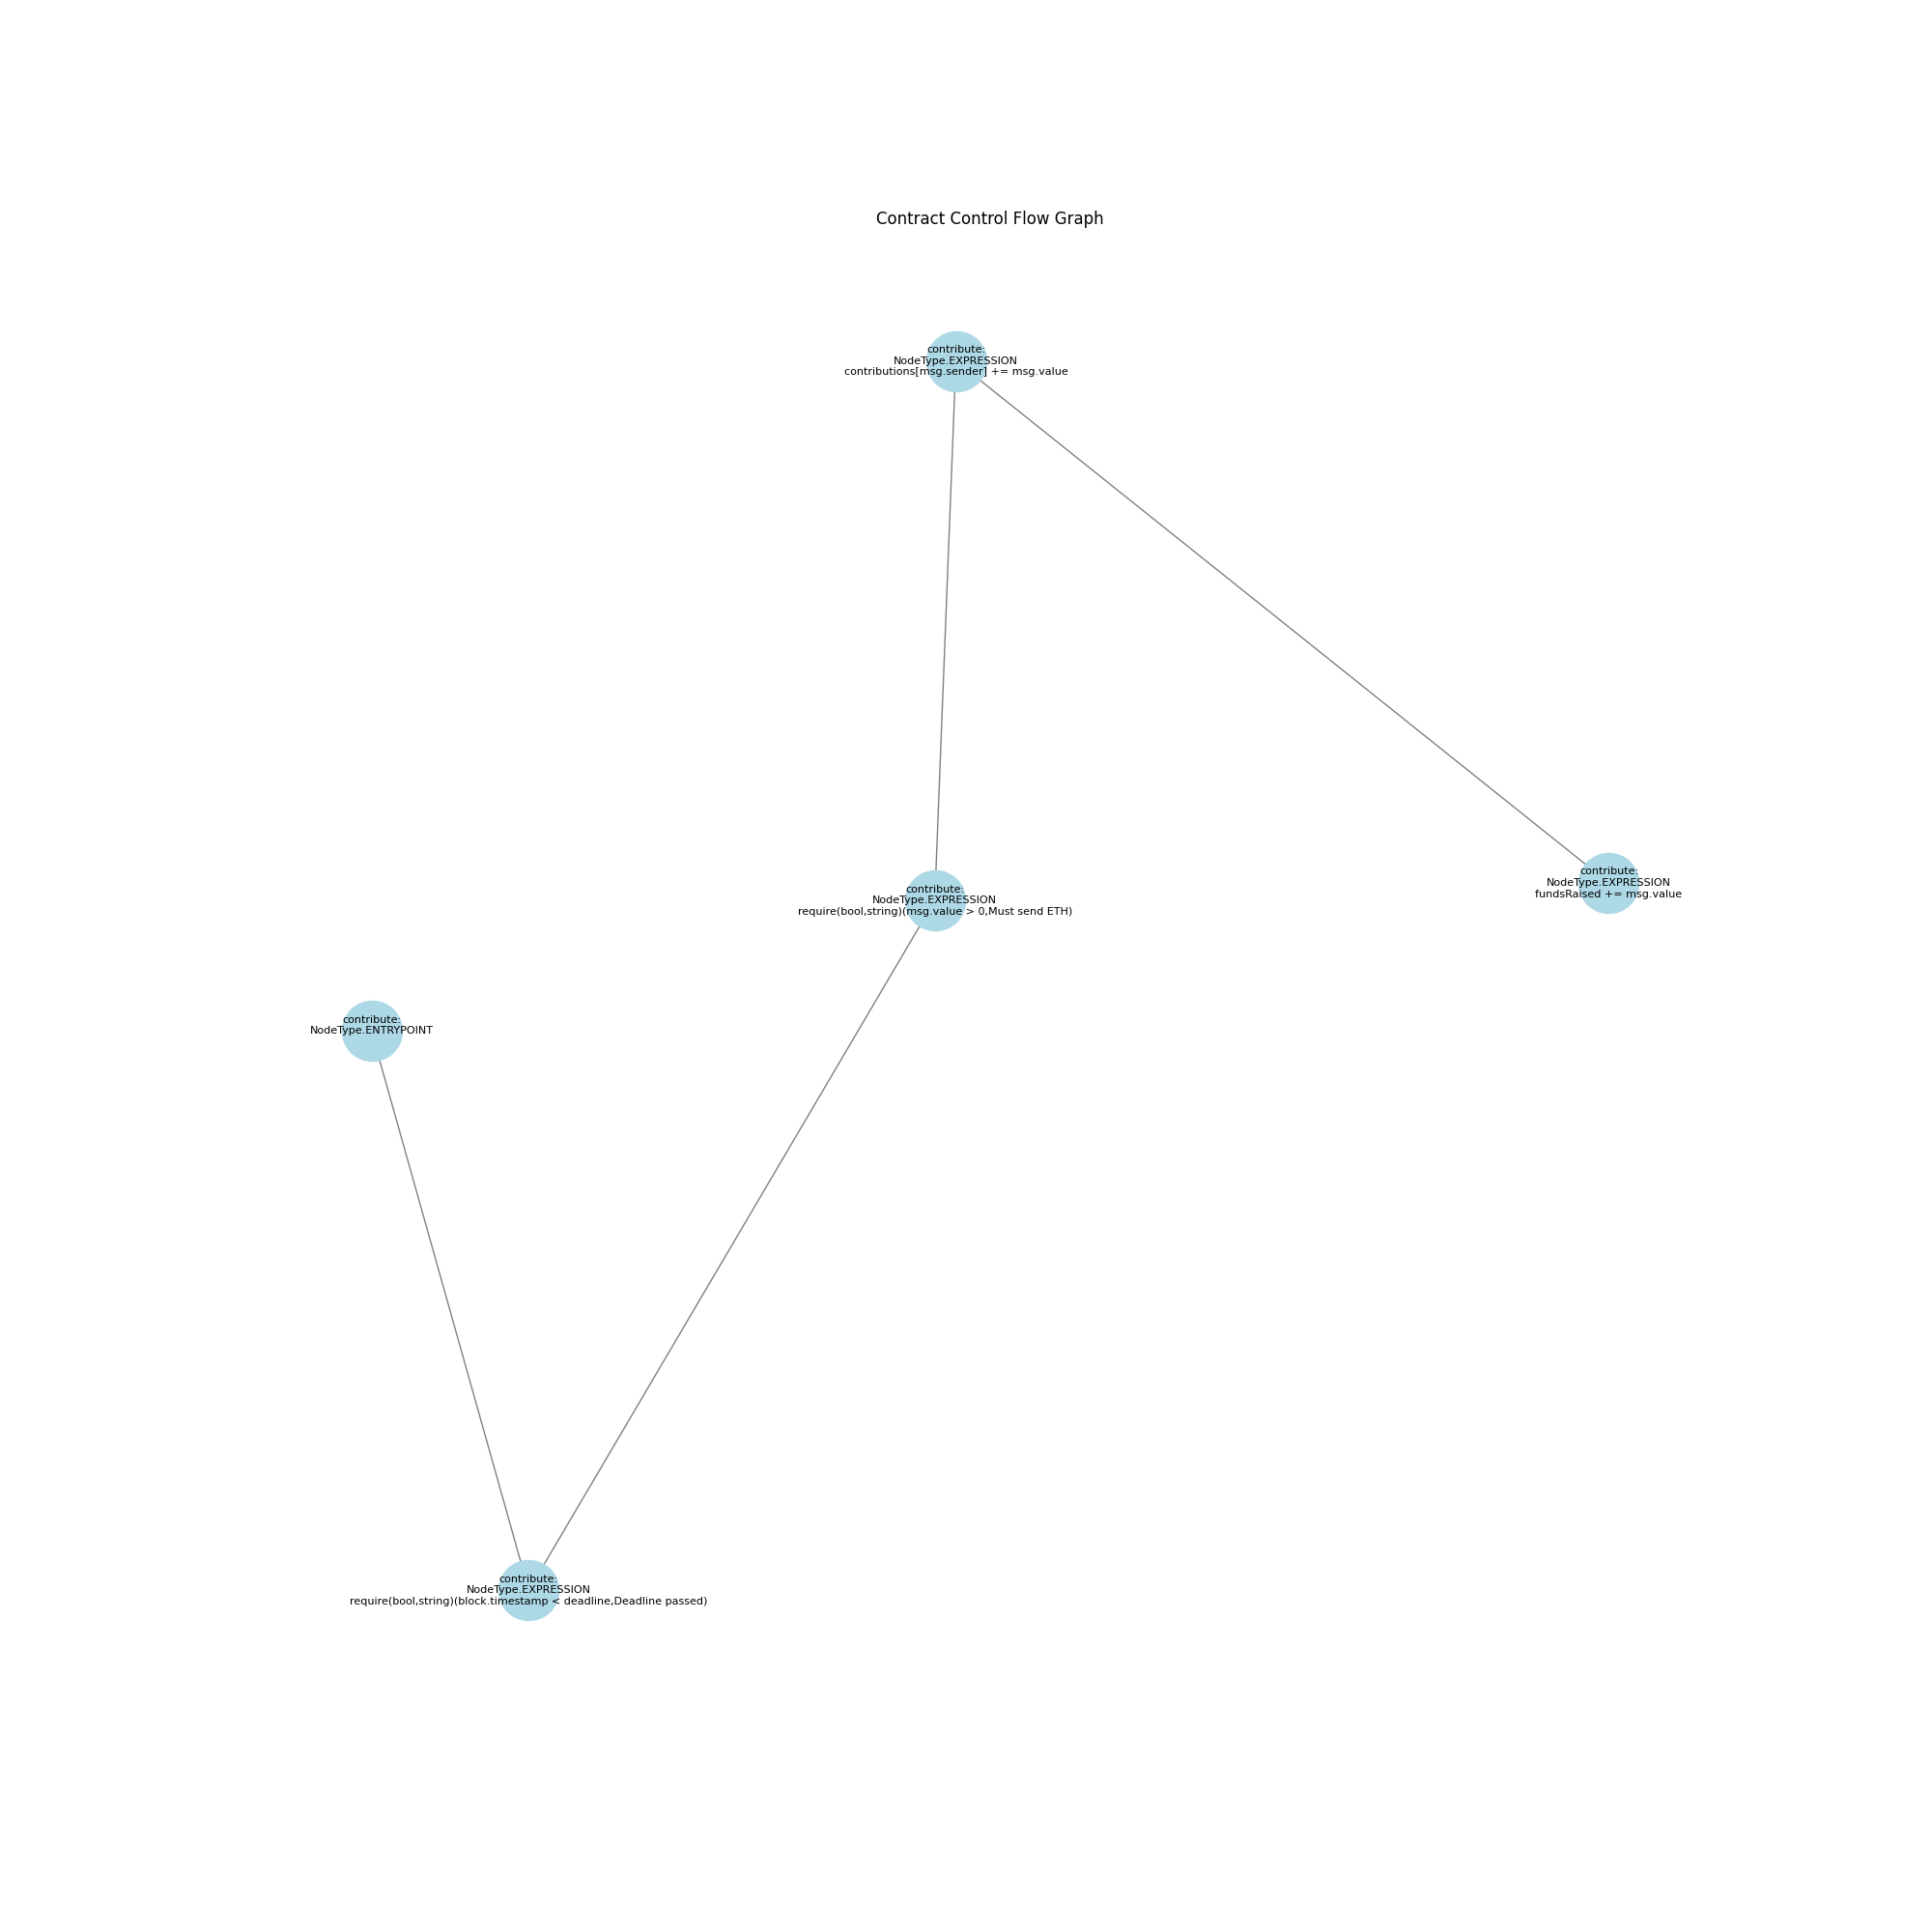 Contract Control Flow Graph
contribute:
NodeType.EXPRESSION
contributions[msg.sender] += msg.value
contribute:
NodeType.EXPRESSION
fundsRaised += msg.value
contribute:
NodeType.EXPRESSION
require(bool,string)(msg.value > 0,Must send ETH)
contribute:
NodeType.ENTRYPOINT
contribute:
NodeType.EXPRESSION
require(bool,string)(block.timestamp < deadline,Deadline passed)